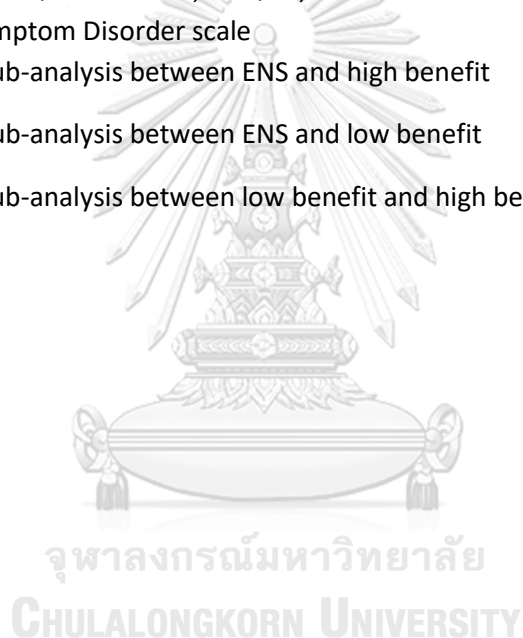 mptom Disorder scale
ub-analysis between ENS and high benefit
ub-analysis between ENS and low benefit
ub-analysis between low benefit and high be
จุฬาลงกรณ์มหาวิทยาลัย
CHULALONGKORN UNIVERSITY